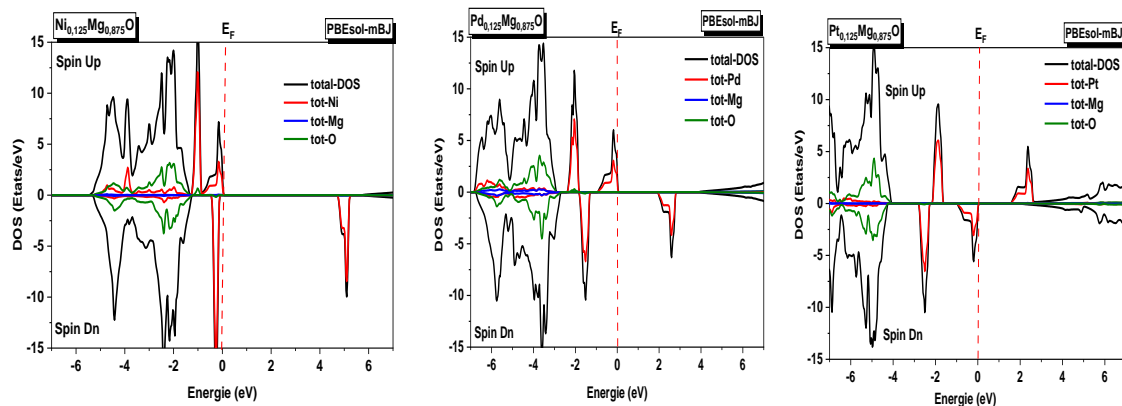 Ni0,125Mg0,875O
EF
PBEsol-mBJ
Spin Up
total-DOS
tot-Ni
tot-Mg
tot-O
Spin Dn
DOS (Etats/eV)
15
10
5
0
-5
-10
-15
-6 -4 -2 0 2 4 6
Energie (eV)
Pd0,125Mg0,875O
EF
PBEsol-mBJ
Spin Up
total-DOS
tot-Pd
tot-Mg
tot-O
Spin Dn
DOS (Etats/eV)
15
10
5
0
-5
-10
-15
-6 -4 -2 0 2 4 6
Energie (eV)
Pt0,125Mg0,875O
EF
PBEsol-mBJ
Spin Up
total-DOS
tot-Pt
tot-Mg
tot-O
Spin Dn
DOS (Etats/eV)
15
10
5
0
-5
-10
-15
-7 -6 -4 -2 0 2 4 6
Energie (eV)